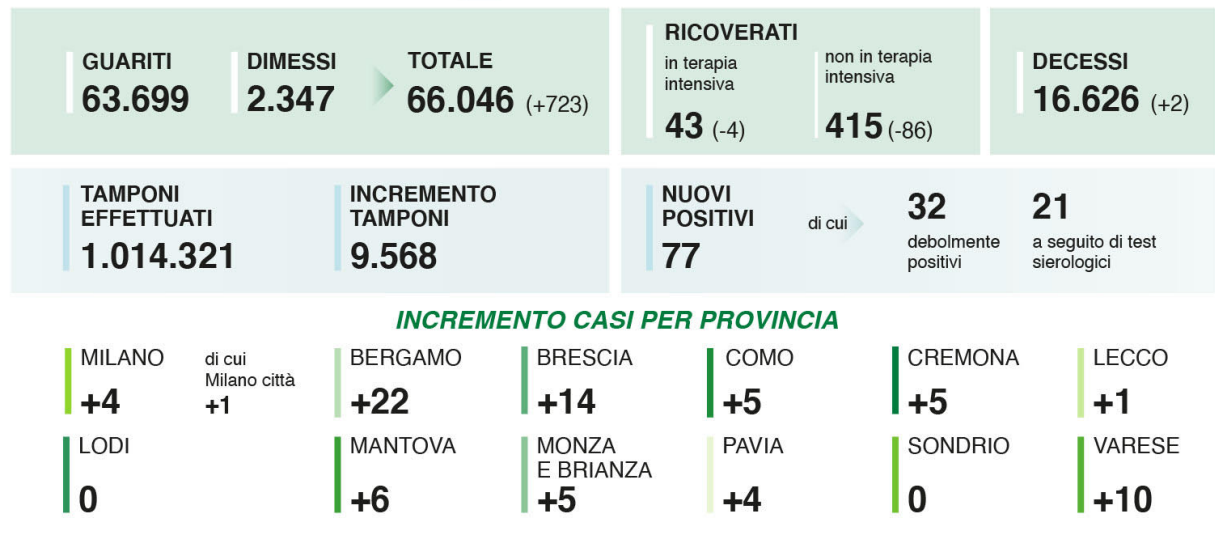 GUARITI
63.699
DIMESSI
2.347
TOTALE
66.046 (+723)
RICOVERATI
in terapia
intensiva
43 (-4)
non in terapia
intensiva
415 (-86)
DECESSI
16.626 (+2)
TAMPONI
EFFETTUATI
1.014.321
INCREMENTO
TAMPONI
9.568
NUOVI
POSITIVI
77
di cui
32
debolmente
positivi
21
a seguito di test
sierologici
INCREMENTO CASI PER PROVINCIA
MILANO
+4
di cui
Milano città
+1
BERGAMO
+22
BRESCIA
+14
COMO
+5
CREMONA
+5
LECCO
+1
LODI
0
MANTOVA
+6
MONZA
E BRIANZA
+5
PAVIA
+4
SONDRIO
0
VARESE
+10